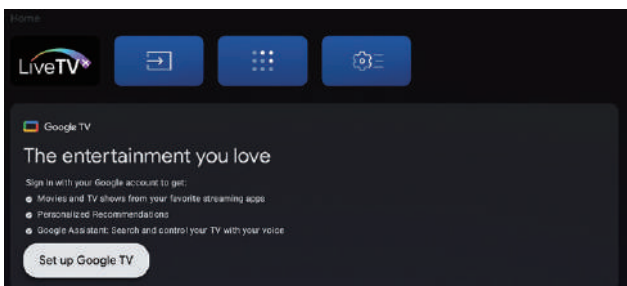 Home
LiveTV
Google TV
The entertainment you love
Sign in with your Google account to get:
Movies and TV shows from your favorite streaming apps
Personalized Recommendations
Google Assistant: Search and control your TV with your voice
Set up Google TV